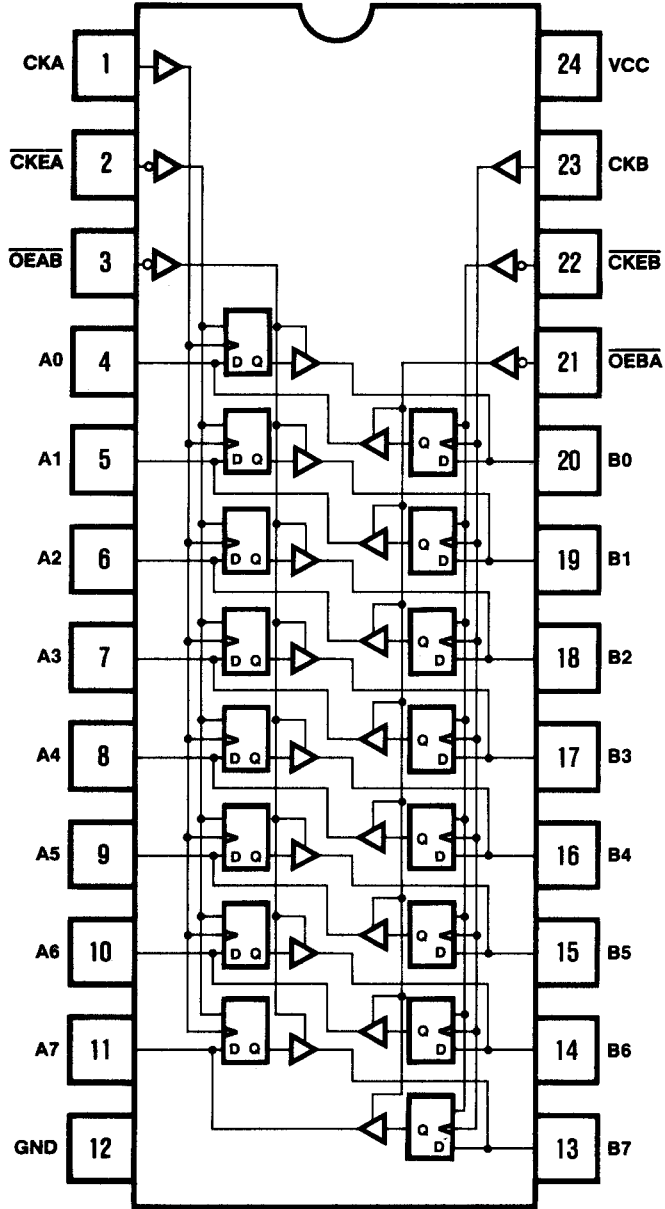 CKA 1 24 VCC
CKEA 2 23 CKB
OEAB 3 22 CKEB
A0 4 D Q 21 OEBA
A1 5 D Q Q D 20 B0
A2 6 D Q Q D 19 B1
A3 7 D Q Q D 18 B2
A4 8 D Q Q D 17 B3
A5 9 D Q Q D 16 B4
A6 10 D Q Q D 15 B5
A7 11 D Q Q D 14 B6
GND 12 Q D 13 B7